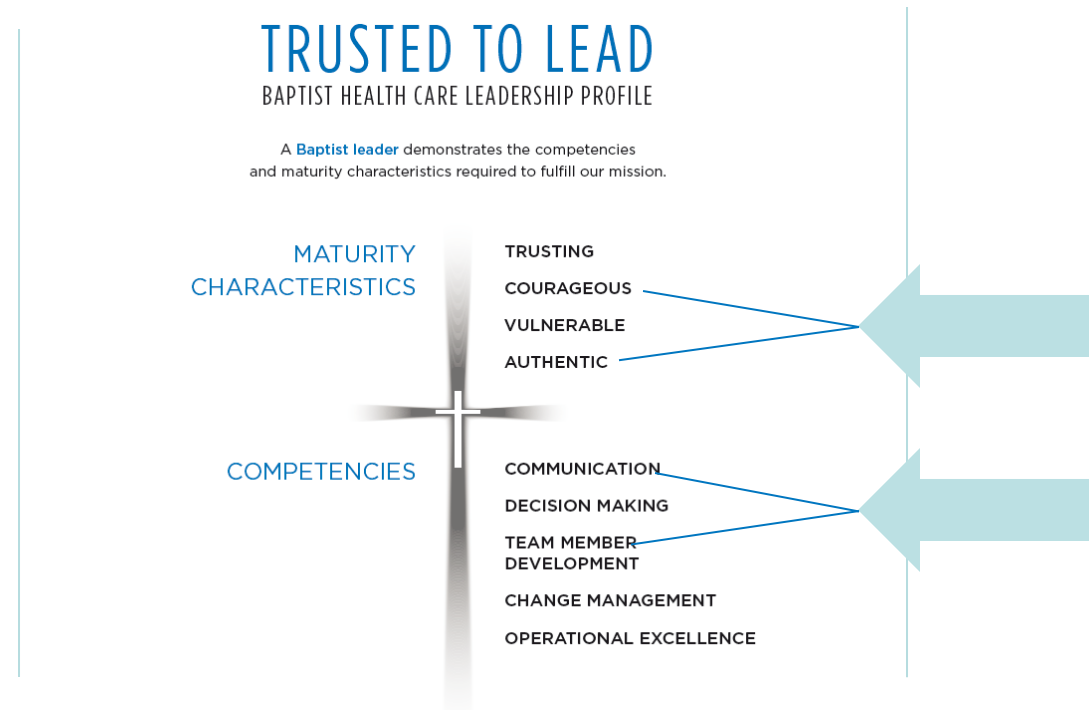 TRUSTED TO LEAD
BAPTIST HEALTH CARE LEADERSHIP PROFILE
A Baptist leader demonstrates the competencies
and maturity characteristics required to fulfill our mission.
MATURITY
CHARACTERISTICS
TRUSTING
COURAGEOUS
VULNERABLE
AUTHENTIC
COMPETENCIES
COMMUNICATION
DECISION MAKING
TEAM MEMBER
DEVELOPMENT
CHANGE MANAGEMENT
OPERATIONAL EXCELLENCE